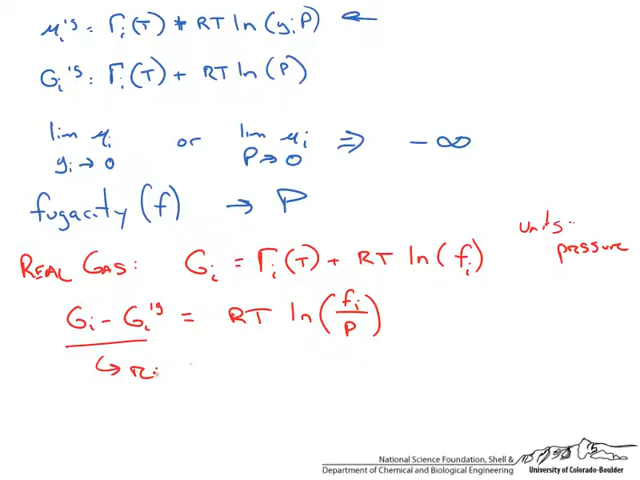 μᵢⁱᵍ = Γᵢ(T) + RT ln(yᵢP) ←
Gᵢⁱᵍ = Γᵢ(T) + RT ln(P)
lim μᵢ or lim μᵢ ⇒ -∞
yᵢ→0 P→0
fugacity (f) → P
units:
pressure
REAL GAS: Gᵢ = Γᵢ(T) + RT ln(fᵢ)
Gᵢ - Gᵢⁱᵍ = RT ln(fᵢ/P)
National Science Foundation, Shell &
Department of Chemical and Biological Engineering
University of Colorado-Boulder